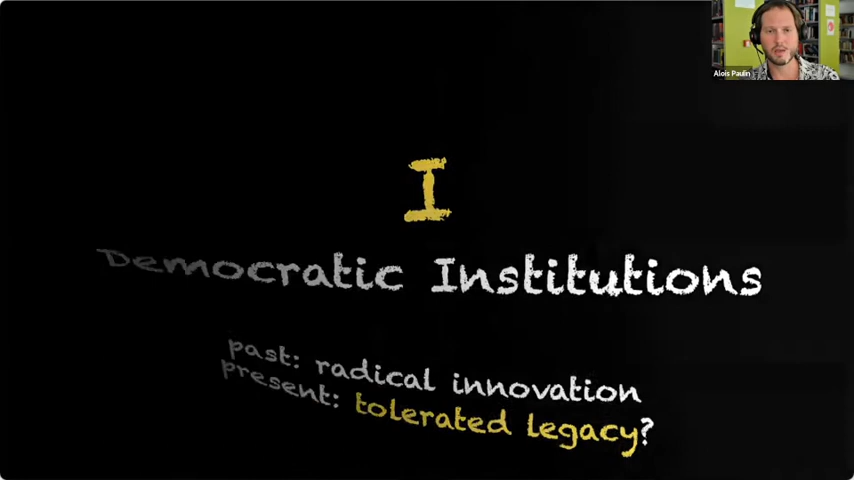 Alois Paulin
I
Democratic Institutions
past: radical innovation
present: tolerated legacy?